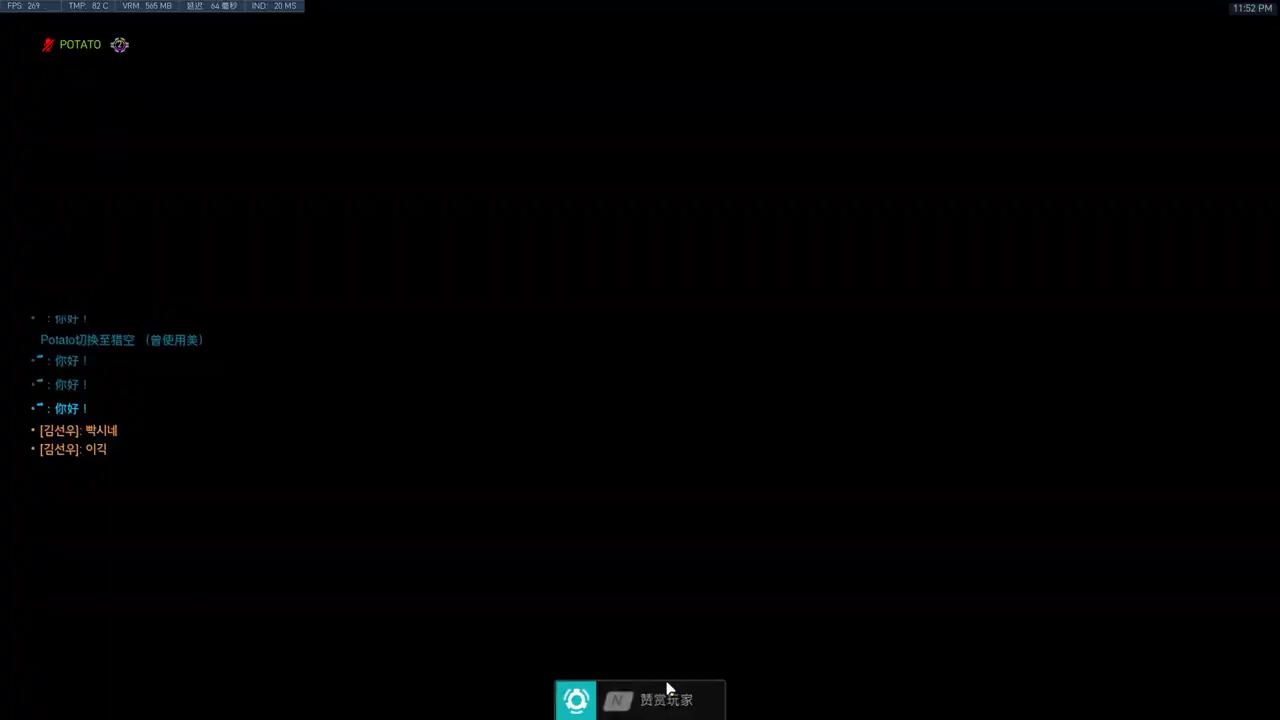 FPS: 269 TMP: 82 C VRM: 565 MB 延迟: 64 毫秒 IND: 20 MS
11:52 PM
POTATO
: 你好！
Potato切换至猎空 （曾使用美）
: 你好！
: 你好！
: 你好！
[김선우]: 빡시네
[김선우]: 이긱
N 赞赏玩家